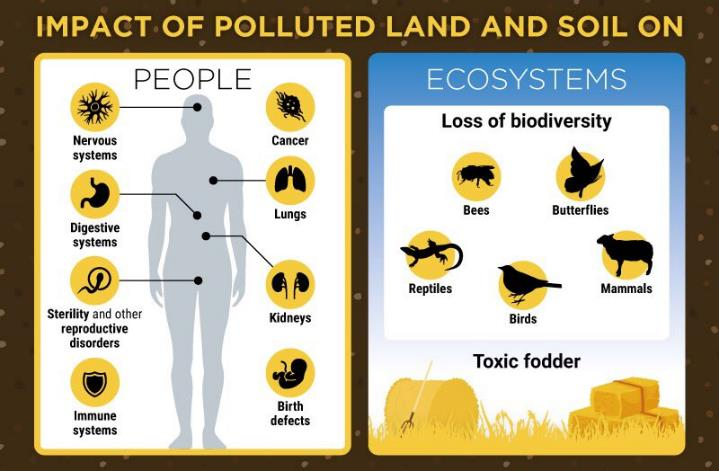 IMPACT OF POLLUTED LAND AND SOIL ON
PEOPLE
Nervous
systems
Cancer
Lungs
Digestive
systems
Kidneys
Sterility and other
reproductive
disorders
Birth
defects
Immune
systems
ECOSYSTEMS
Loss of biodiversity
Bees
Butterflies
Reptiles
Birds
Mammals
Toxic fodder